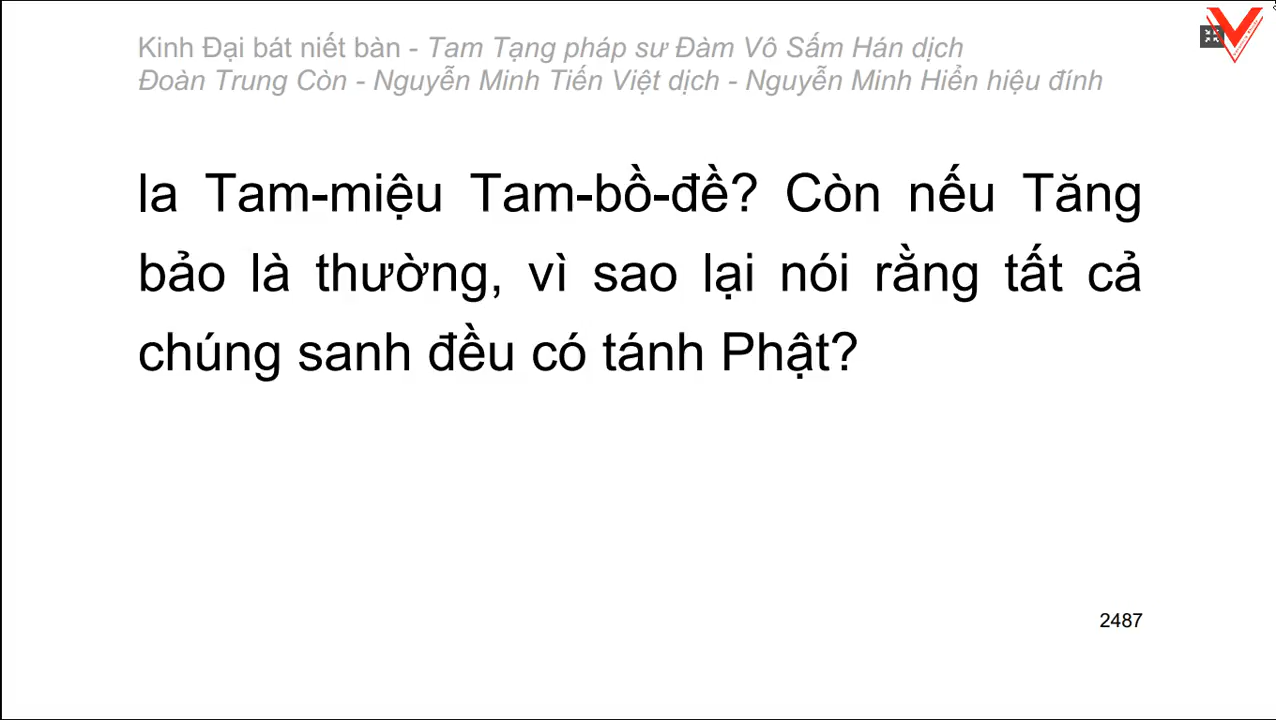 Kinh Đại bát niết bàn - Tam Tạng pháp sư Đàm Vô Sấm Hán dịch
Đoàn Trung Còn - Nguyễn Minh Tiến Việt dịch - Nguyễn Minh Hiển hiệu đính
la Tam-miệu Tam-bồ-đề? Còn nếu Tăng
bảo là thường, vì sao lại nói rằng tất cả
chúng sanh đều có tánh Phật?
2487